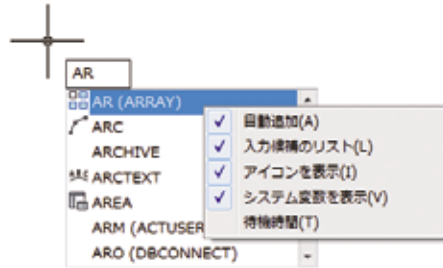 AR
AR (ARRAY)
ARC
ARCHIVE
ARCTEXT
AREA
ARM (ACTUSER
ARO (DBCONNECT)
自動追加(A)
入力候補のリスト(L)
アイコンを表示(I)
システム変数を表示(V)
待機時間(T)